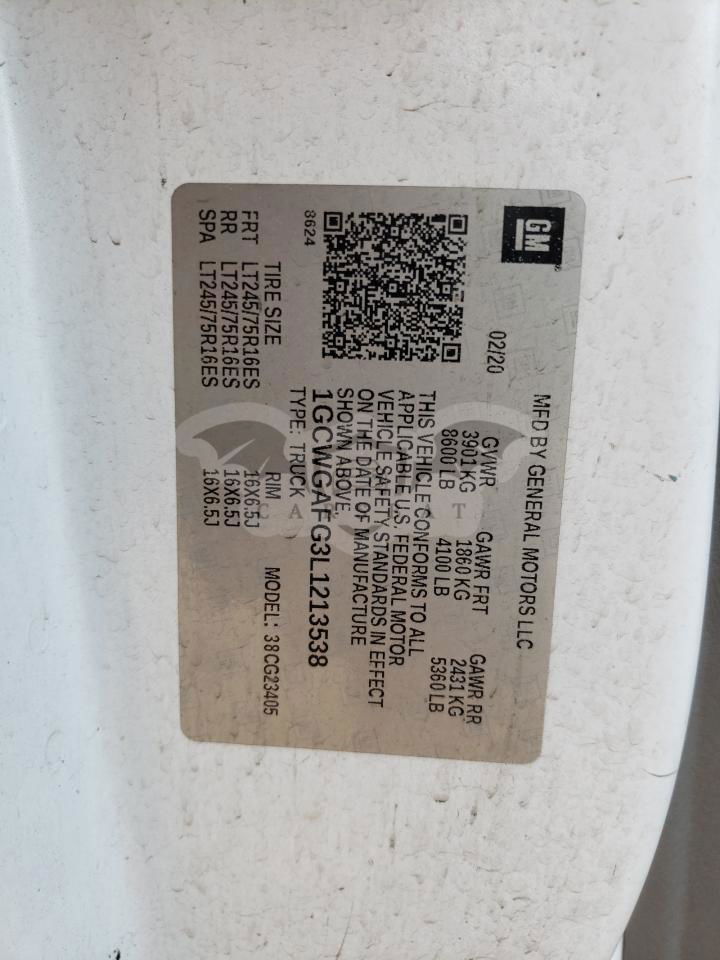 GM
MFD BY GENERAL MOTORS LLC
02/20 GVWR GAWR FRT GAWR RR
3901 KG 1860 KG 2431 KG
8600 LB 4100 LB 5360 LB
THIS VEHICLE CONFORMS TO ALL
APPLICABLE U.S. FEDERAL MOTOR
VEHICLE SAFETY STANDARDS IN EFFECT
ON THE DATE OF MANUFACTURE
SHOWN ABOVE.
8624 1GCWGAFG3L1213538
TYPE: TRUCK
TIRE SIZE RIM MODEL: 38CG23405
FRT LT245/75R16ES 16X6.5J
RR LT245/75R16ES 16X6.5J
SPA LT245/75R16ES 16X6.5J